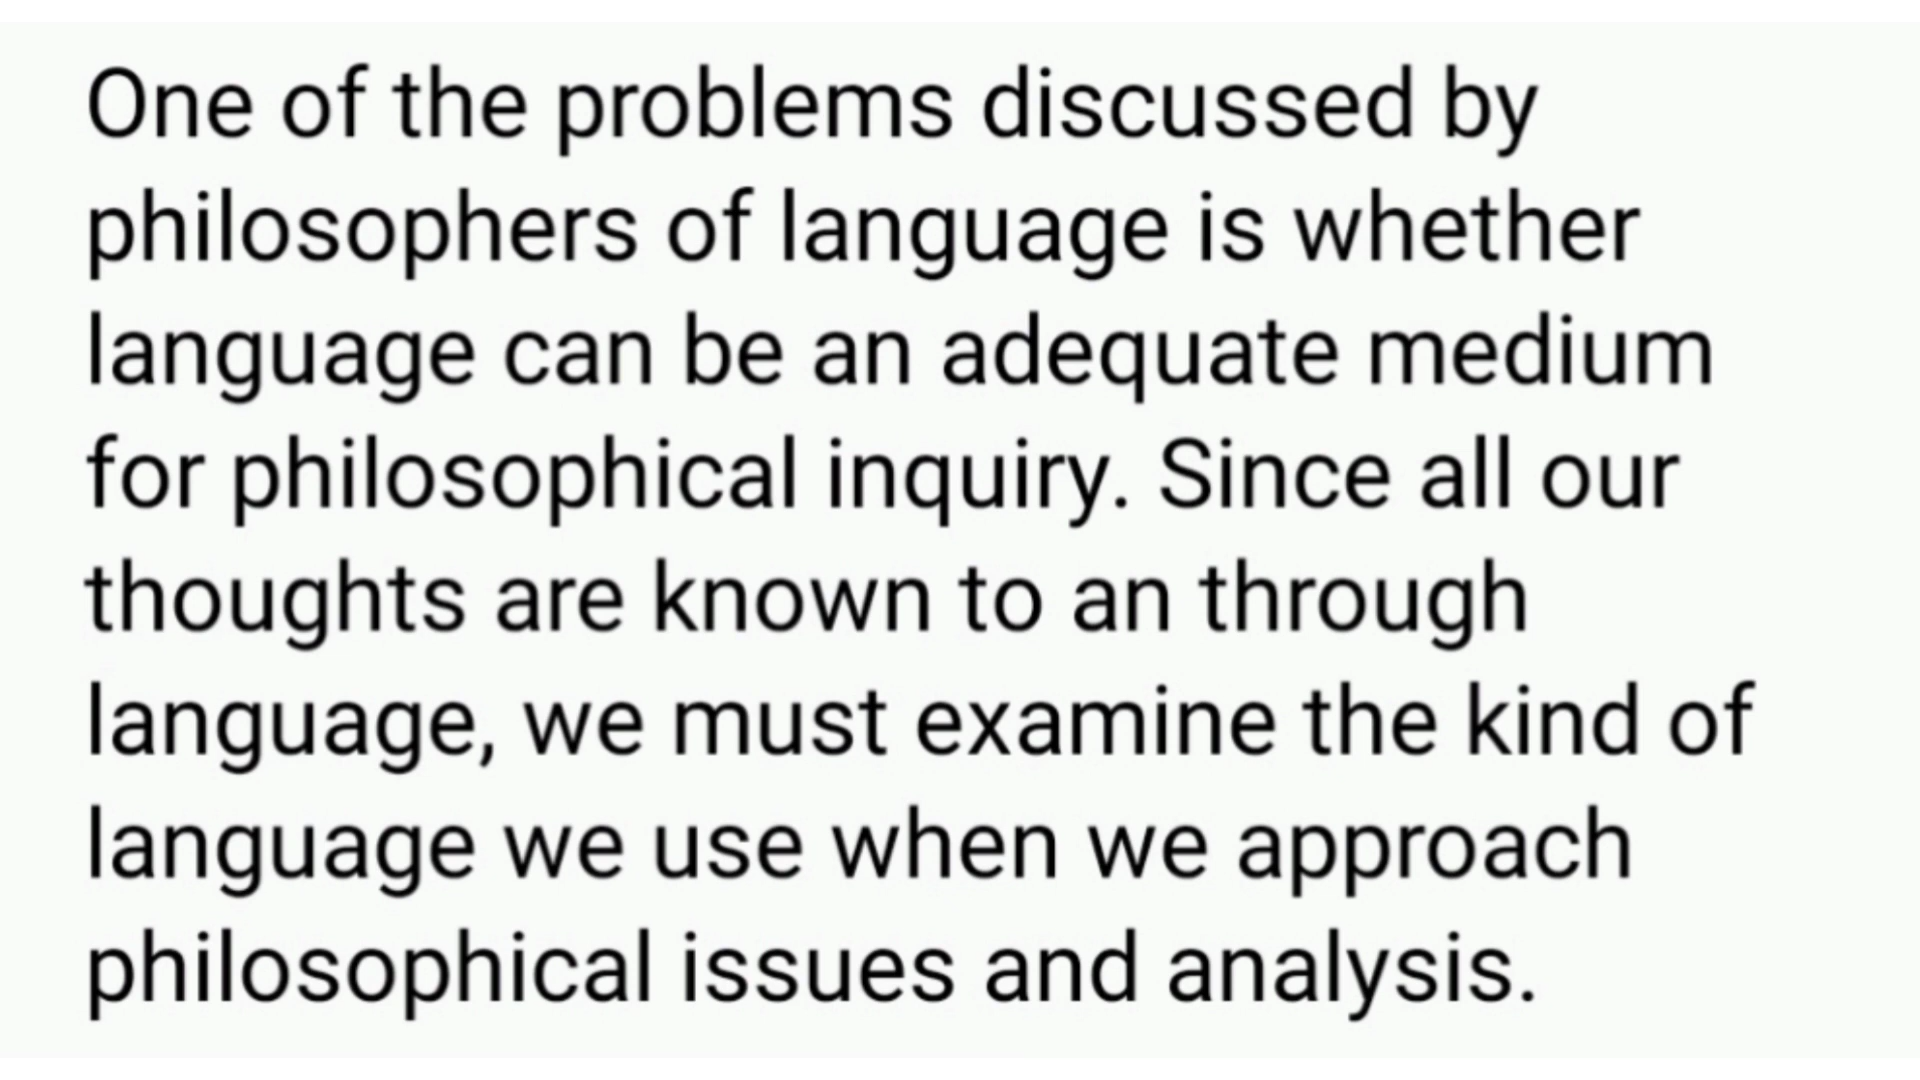 One of the problems discussed by
philosophers of language is whether
language can be an adequate medium
for philosophical inquiry. Since all our
thoughts are known to an through
language, we must examine the kind of
language we use when we approach
philosophical issues and analysis.